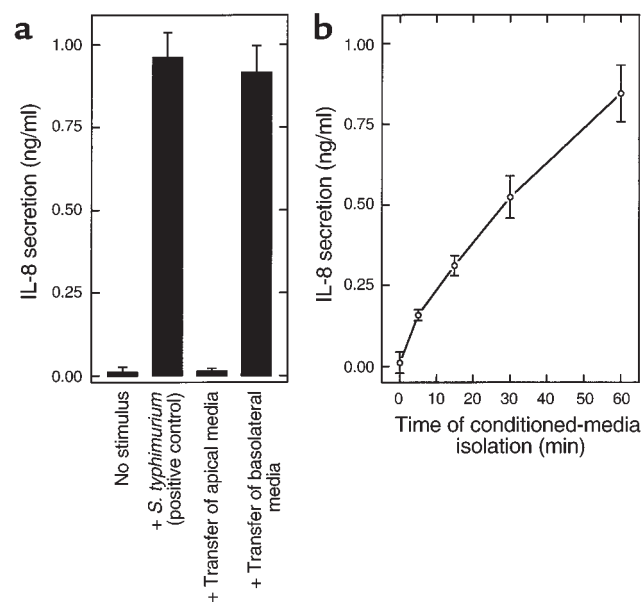 a
1.00
0.75
0.50
0.25
0.00
IL-8 secretion (ng/ml)
No stimulus
+ S. typhimurium
(positive control)
+ Transfer of apical media
+ Transfer of basolateral
media
b
1.00
0.75
0.50
0.25
0.00
IL-8 secretion (ng/ml)
0 10 20 30 40 50 60
Time of conditioned-media
isolation (min)